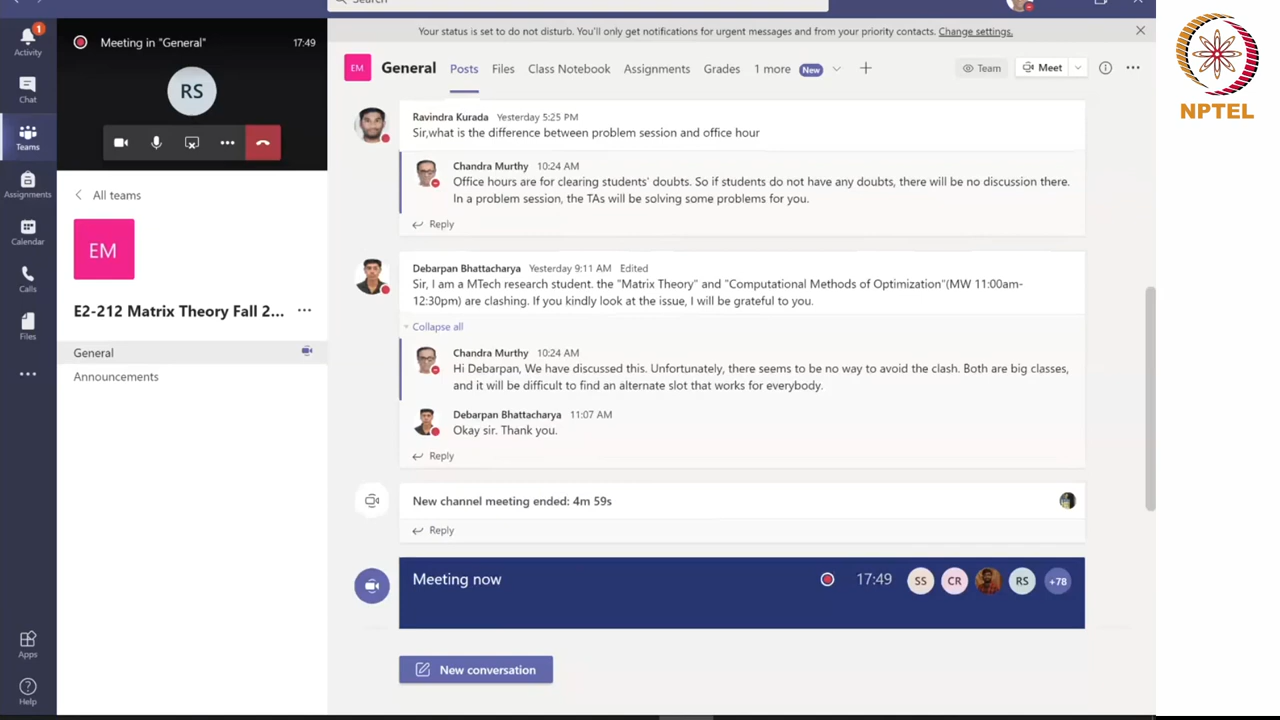 Search
Your status is set to do not disturb. You'll only get notifications for urgent messages and from your priority contacts. Change settings.
1
Activity
Chat
Teams
Assignments
Calendar
Calls
Files
Apps
Help
Meeting in "General"
17:49
RS
All teams
EM
E2-212 Matrix Theory Fall 2...
General
Announcements
EM
General
Posts
Files
Class Notebook
Assignments
Grades
1 more
New
Team
Meet
Ravindra Kurada Yesterday 5:25 PM
Sir,what is the difference between problem session and office hour
Chandra Murthy 10:24 AM
Office hours are for clearing students' doubts. So if students do not have any doubts, there will be no discussion there.
In a problem session, the TAs will be solving some problems for you.
Reply
Debarpan Bhattacharya Yesterday 9:11 AM Edited
Sir, I am a MTech research student. the "Matrix Theory" and "Computational Methods of Optimization"(MW 11:00am-
12:30pm) are clashing. If you kindly look at the issue, I will be grateful to you.
Collapse all
Chandra Murthy 10:24 AM
Hi Debarpan, We have discussed this. Unfortunately, there seems to be no way to avoid the clash. Both are big classes,
and it will be difficult to find an alternate slot that works for everybody.
Debarpan Bhattacharya 11:07 AM
Okay sir. Thank you.
Reply
New channel meeting ended: 4m 59s
Reply
Meeting now
17:49
SS
CR
RS
+78
New conversation
NPTEL